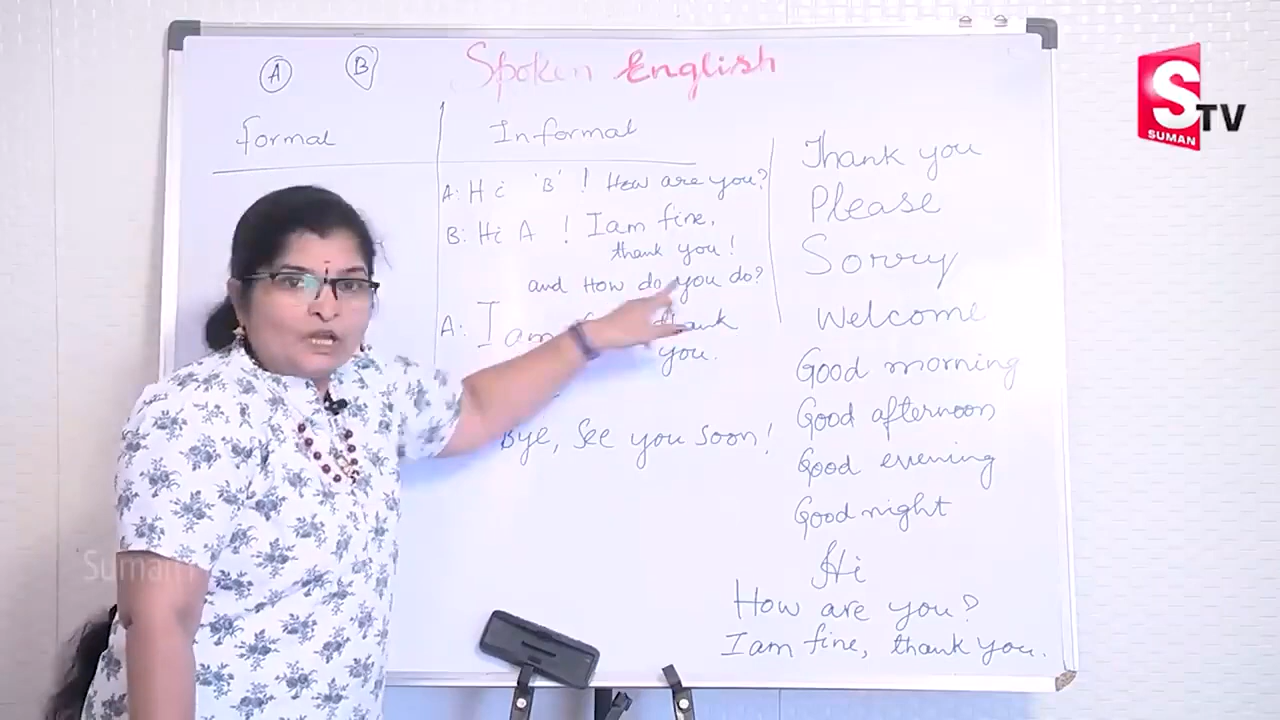 Spoken English
A B
Formal Informal
A: Hi 'B' ! How are you?
B: Hi A ! I am fine,
thank you!
and How do you do?
A: I am thank
you.
Bye, See you soon!
Thank you
Please
Sorry
Welcome
Good morning
Good afternoon
Good evening
Good night
Hi
How are you?
I am fine, thank you.
S TV
SUMAN
Suman